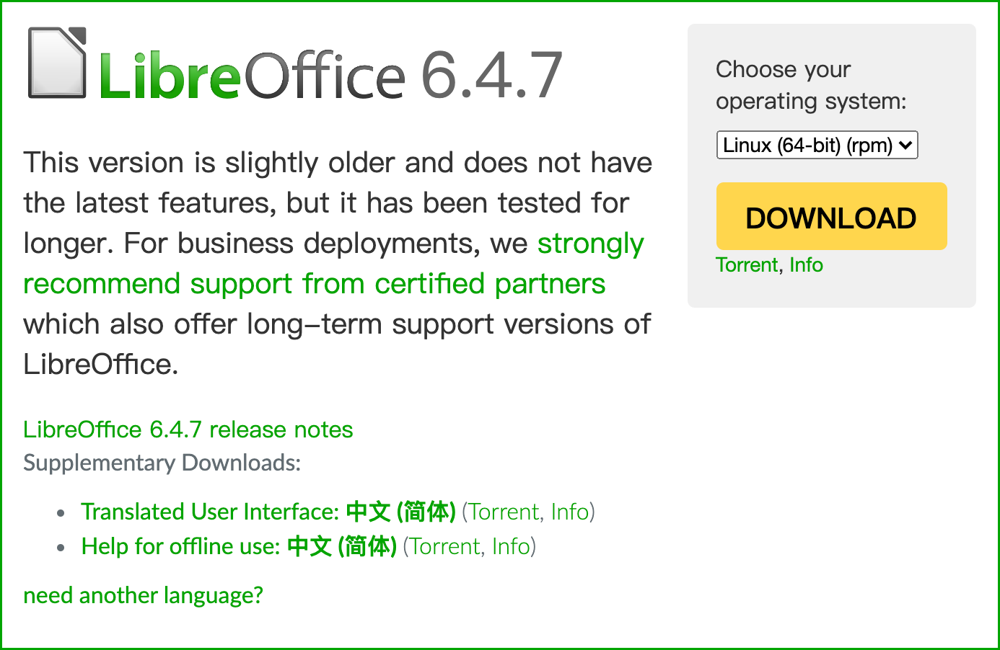 LibreOffice 6.4.7
This version is slightly older and does not have
the latest features, but it has been tested for
longer. For business deployments, we strongly
recommend support from certified partners
which also offer long–term support versions of
LibreOffice.
LibreOffice 6.4.7 release notes
Supplementary Downloads:
• Translated User Interface: 中文 (简体) (Torrent, Info)
• Help for offline use: 中文 (简体) (Torrent, Info)
need another language?
Choose your
operating system:
Linux (64-bit) (rpm)
DOWNLOAD
Torrent, Info